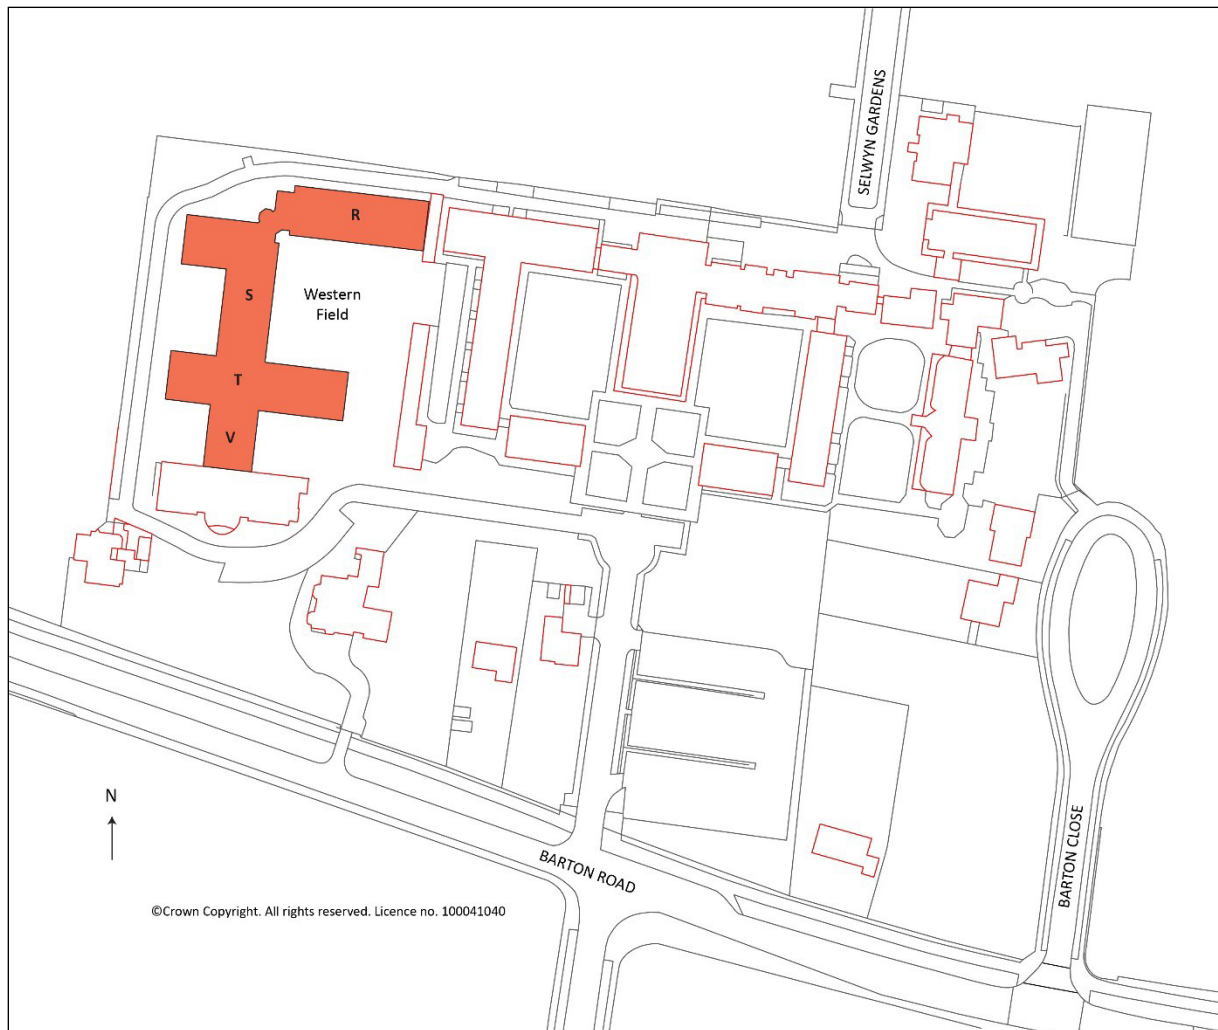 SELWYN GARDENS
R
S
Western
Field
T
V
N
BARTON ROAD
BARTON CLOSE
©Crown Copyright. All rights reserved. Licence no. 100041040